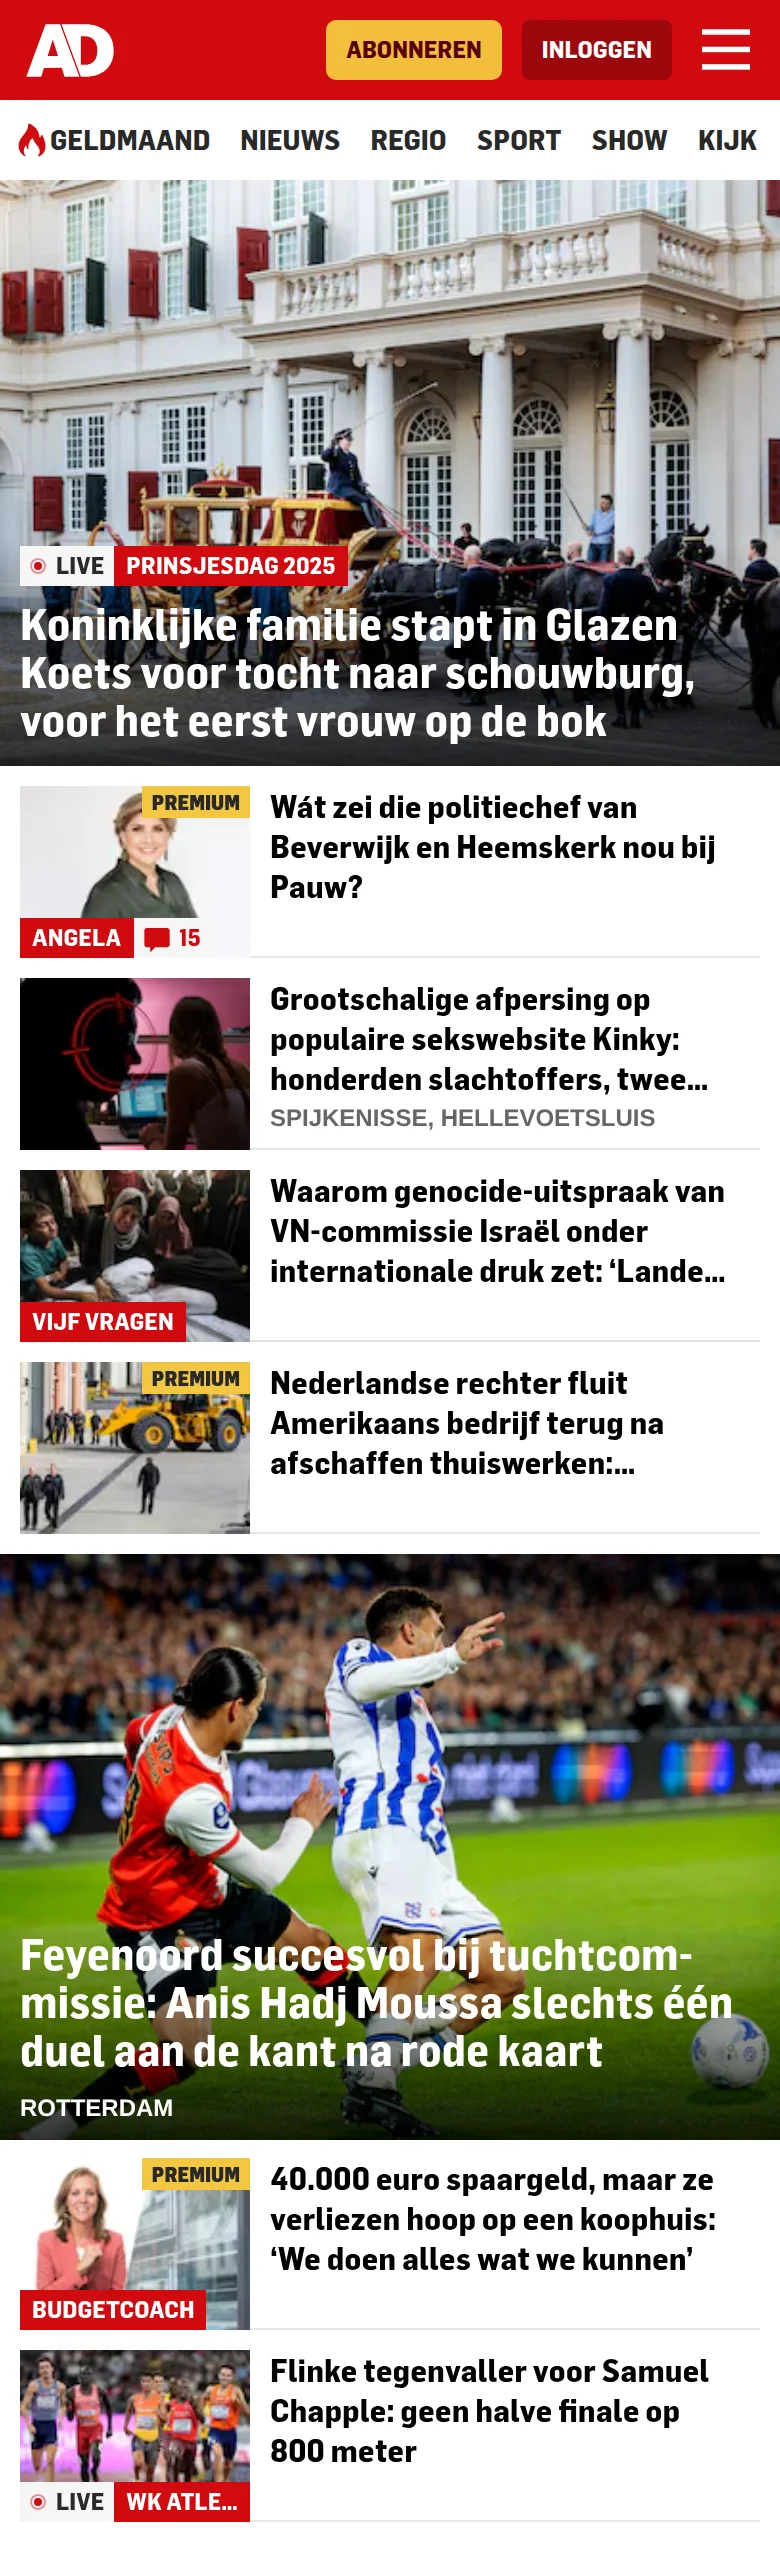 AD
ABONNEREN
INLOGGEN
GELDMAAND NIEUWS REGIO SPORT SHOW KIJK
LIVE PRINSJESDAG 2025
Koninklijke familie stapt in Glazen
Koets voor tocht naar schouwburg,
voor het eerst vrouw op de bok
PREMIUM
ANGELA 15
Wát zei die politiechef van
Beverwijk en Heemskerk nou bij
Pauw?
Grootschalige afpersing op
populaire sekswebsite Kinky:
honderden slachtoffers, twee...
SPIJKENISSE, HELLEVOETSLUIS
VIJF VRAGEN
Waarom genocide-uitspraak van
VN-commissie Israël onder
internationale druk zet: ‘Lande...
PREMIUM
Nederlandse rechter fluit
Amerikaans bedrijf terug na
afschaffen thuiswerken:...
Feyenoord succesvol bij tuchtcom-
missie: Anis Hadj Moussa slechts één
duel aan de kant na rode kaart
ROTTERDAM
PREMIUM
BUDGETCOACH
40.000 euro spaargeld, maar ze
verliezen hoop op een koophuis:
‘We doen alles wat we kunnen’
LIVE WK ATLE...
Flinke tegenvaller voor Samuel
Chapple: geen halve finale op
800 meter